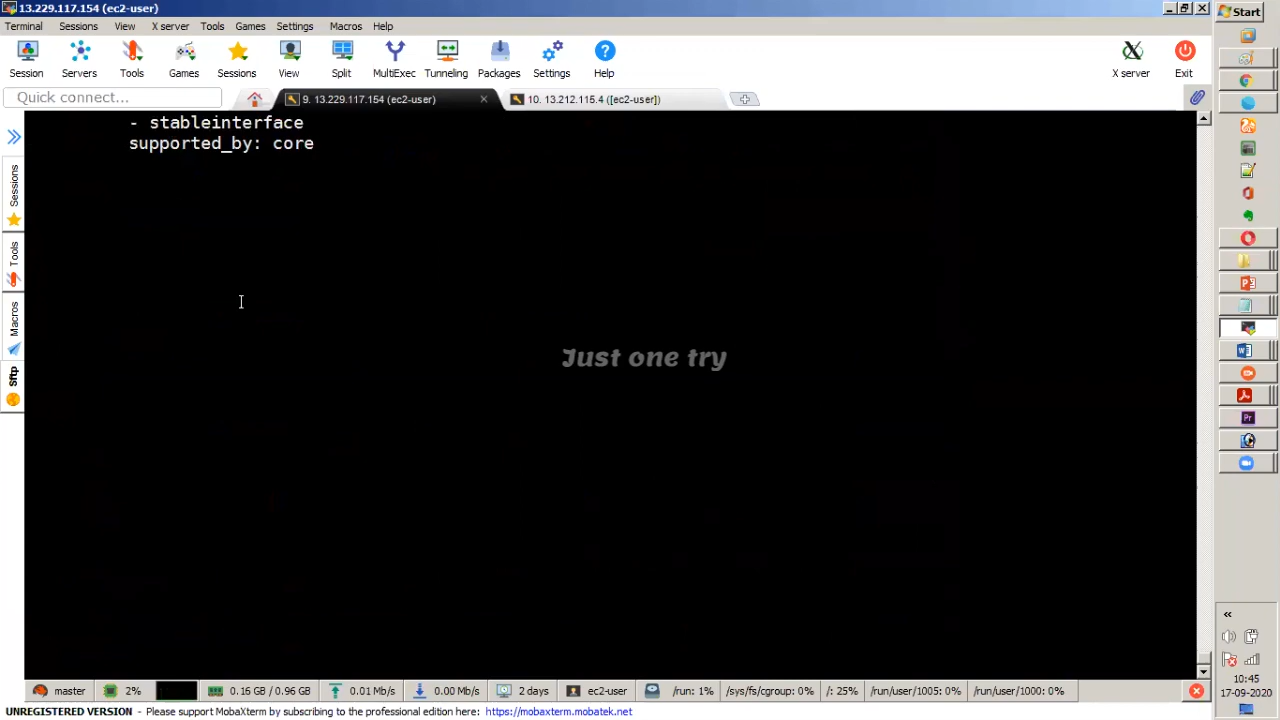 13.229.117.154 (ec2-user)
Start
Terminal Sessions View X server Tools Games Settings Macros Help
Session Servers Tools Games Sessions View Split MultiExec Tunneling Packages Settings Help X server Exit
Quick connect...
9. 13.229.117.154 (ec2-user)
10. 13.212.115.4 ([ec2-user])
Sessions
Tools
Macros
Sftp
- stableinterface
supported_by: core
Just one try
master 2% 0.16 GB / 0.96 GB 0.01 Mb/s 0.00 Mb/s 2 days ec2-user /run: 1% /sys/fs/cgroup: 0% /: 25% /run/user/1005: 0% /run/user/1000: 0%
UNREGISTERED VERSION - Please support MobaXterm by subscribing to the professional edition here: https://mobaxterm.mobatek.net
10:45
17-09-2020